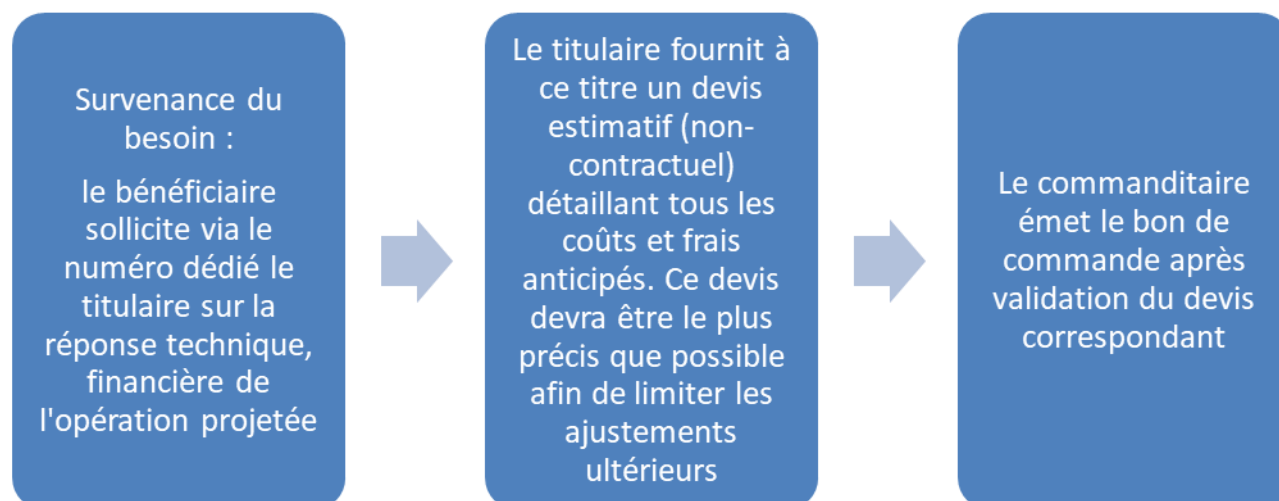 Survenance du
besoin :
le bénéficiaire
sollicite via le
numéro dédié le
titulaire sur la
réponse technique,
financière de
l'opération projetée
Le titulaire fournit à
ce titre un devis
estimatif (non-
contractuel)
détaillant tous les
coûts et frais
anticipés. Ce devis
devra être le plus
précis que possible
afin de limiter les
ajustements
ultérieurs
Le commanditaire
émet le bon de
commande après
validation du devis
correspondant